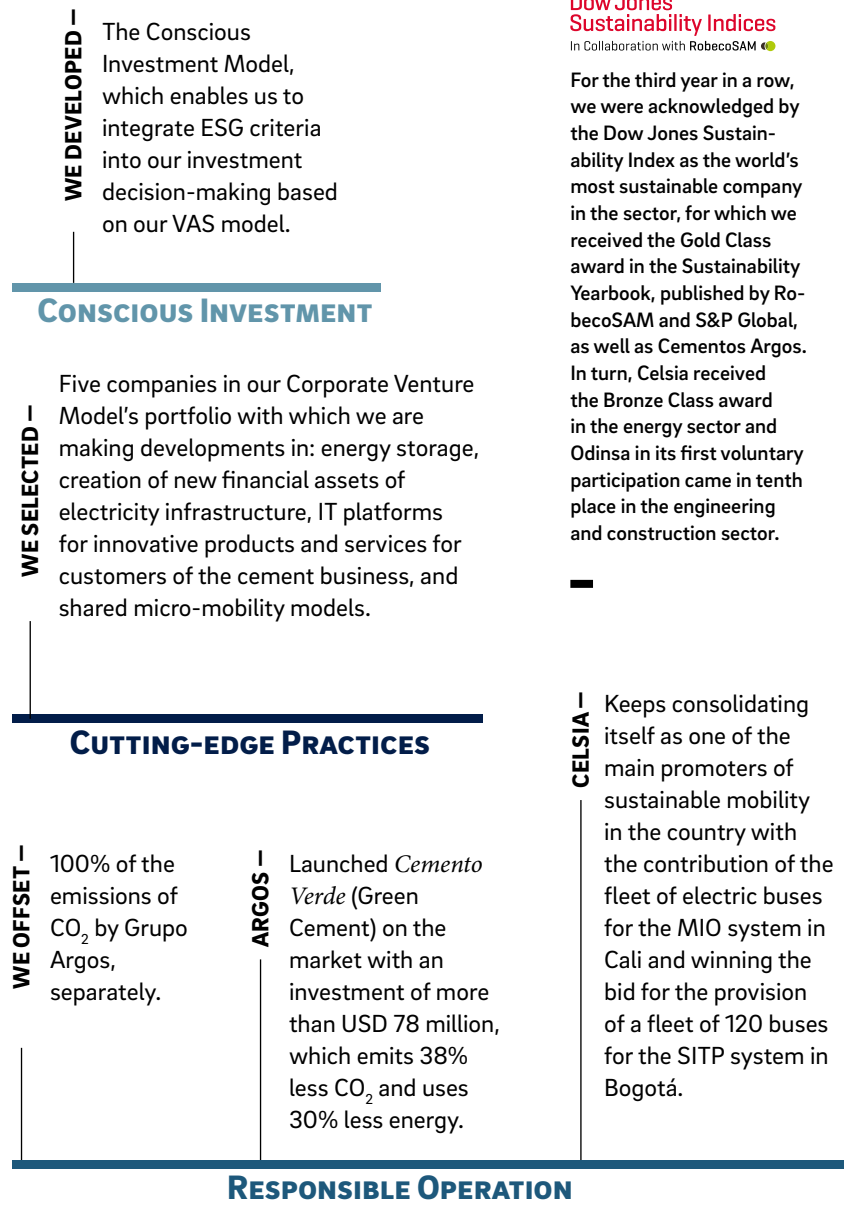 WE DEVELOPED —
The Conscious
Investment Model,
which enables us to
integrate ESG criteria
into our investment
decision-making based
on our VAS model.
CONSCIOUS INVESTMENT
WE SELECTED —
Five companies in our Corporate Venture
Model’s portfolio with which we are
making developments in: energy storage,
creation of new financial assets of
electricity infrastructure, IT platforms
for innovative products and services for
customers of the cement business, and
shared micro-mobility models.
CUTTING-EDGE PRACTICES
Dow Jones
Sustainability Indices
In Collaboration with RobecoSAM
For the third year in a row,
we were acknowledged by
the Dow Jones Sustain-
ability Index as the world’s
most sustainable company
in the sector, for which we
received the Gold Class
award in the Sustainability
Yearbook, published by Ro-
becoSAM and S&P Global,
as well as Cementos Argos.
In turn, Celsia received
the Bronze Class award
in the energy sector and
Odinsa in its first voluntary
participation came in tenth
place in the engineering
and construction sector.
WE OFFSET —
100% of the
emissions of
CO₂ by Grupo
Argos,
separately.
ARGOS —
Launched Cemento
Verde (Green
Cement) on the
market with an
investment of more
than USD 78 million,
which emits 38%
less CO₂ and uses
30% less energy.
CELSIA —
Keeps consolidating
itself as one of the
main promoters of
sustainable mobility
in the country with
the contribution of the
fleet of electric buses
for the MIO system in
Cali and winning the
bid for the provision
of a fleet of 120 buses
for the SITP system in
Bogotá.
RESPONSIBLE OPERATION